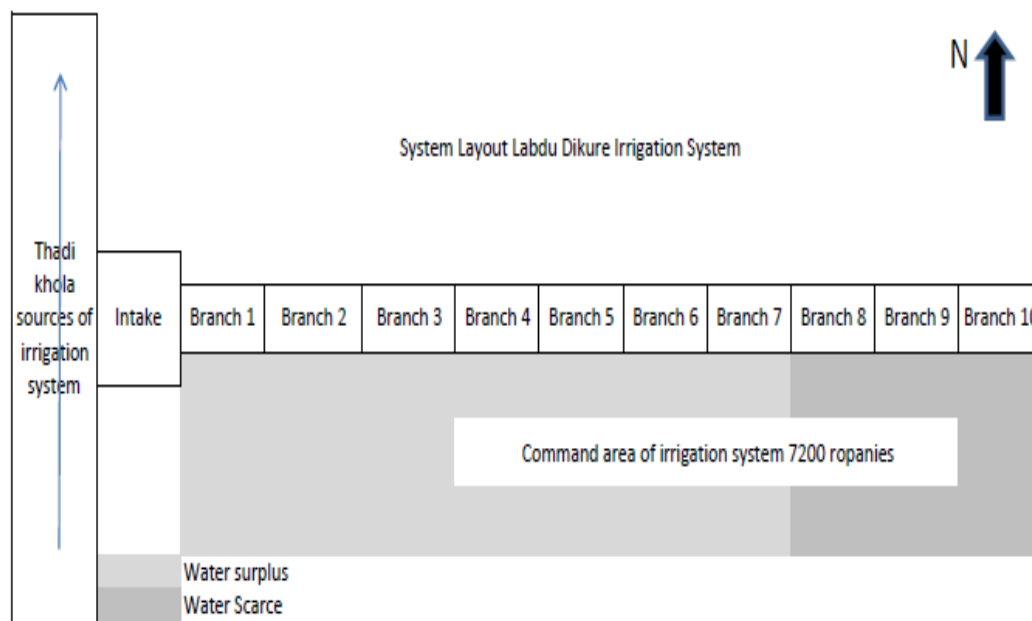 N
System Layout Labdu Dikure Irrigation System
Thadi
khola
sources of
irrigation
system
Intake
Branch 1
Branch 2
Branch 3
Branch 4
Branch 5
Branch 6
Branch 7
Branch 8
Branch 9
Branch 10
Command area of irrigation system 7200 ropanies
Water surplus
Water Scarce